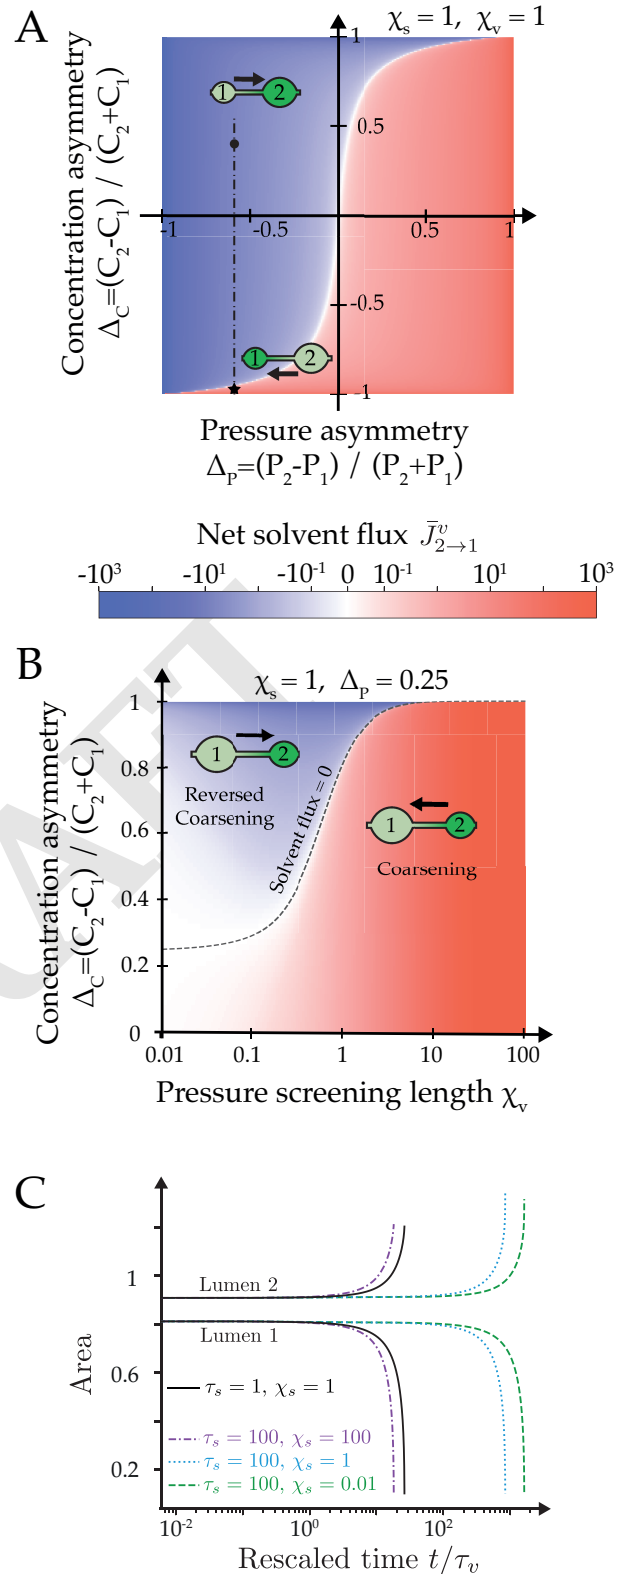 A
χs = 1, χv = 1
Concentration asymmetry
ΔC=(C2-C1) / (C2+C1)
1
2
1
0.5
-1
-0.5
0.5
1
-0.5
1
2
-1
Pressure asymmetry
ΔP=(P2-P1) / (P2+P1)
Net solvent flux J̄ᵛ2→1
-10³ -10¹ -10⁻¹ 0 10⁻¹ 10¹ 10³
B
χs = 1, ΔP = 0.25
Concentration asymmetry
ΔC=(C2-C1) / (C2+C1)
1
0.8
0.6
0.4
0.2
0
1 2
Reversed
Coarsening
Solvent flux = 0
1 2
Coarsening
0.01 0.1 1 10 100
Pressure screening length χv
C
Area
1
0.6
0.2
Lumen 2
Lumen 1
τs = 1, χs = 1
τs = 100, χs = 100
τs = 100, χs = 1
τs = 100, χs = 0.01
10⁻² 10⁰ 10²
Rescaled time t/τv